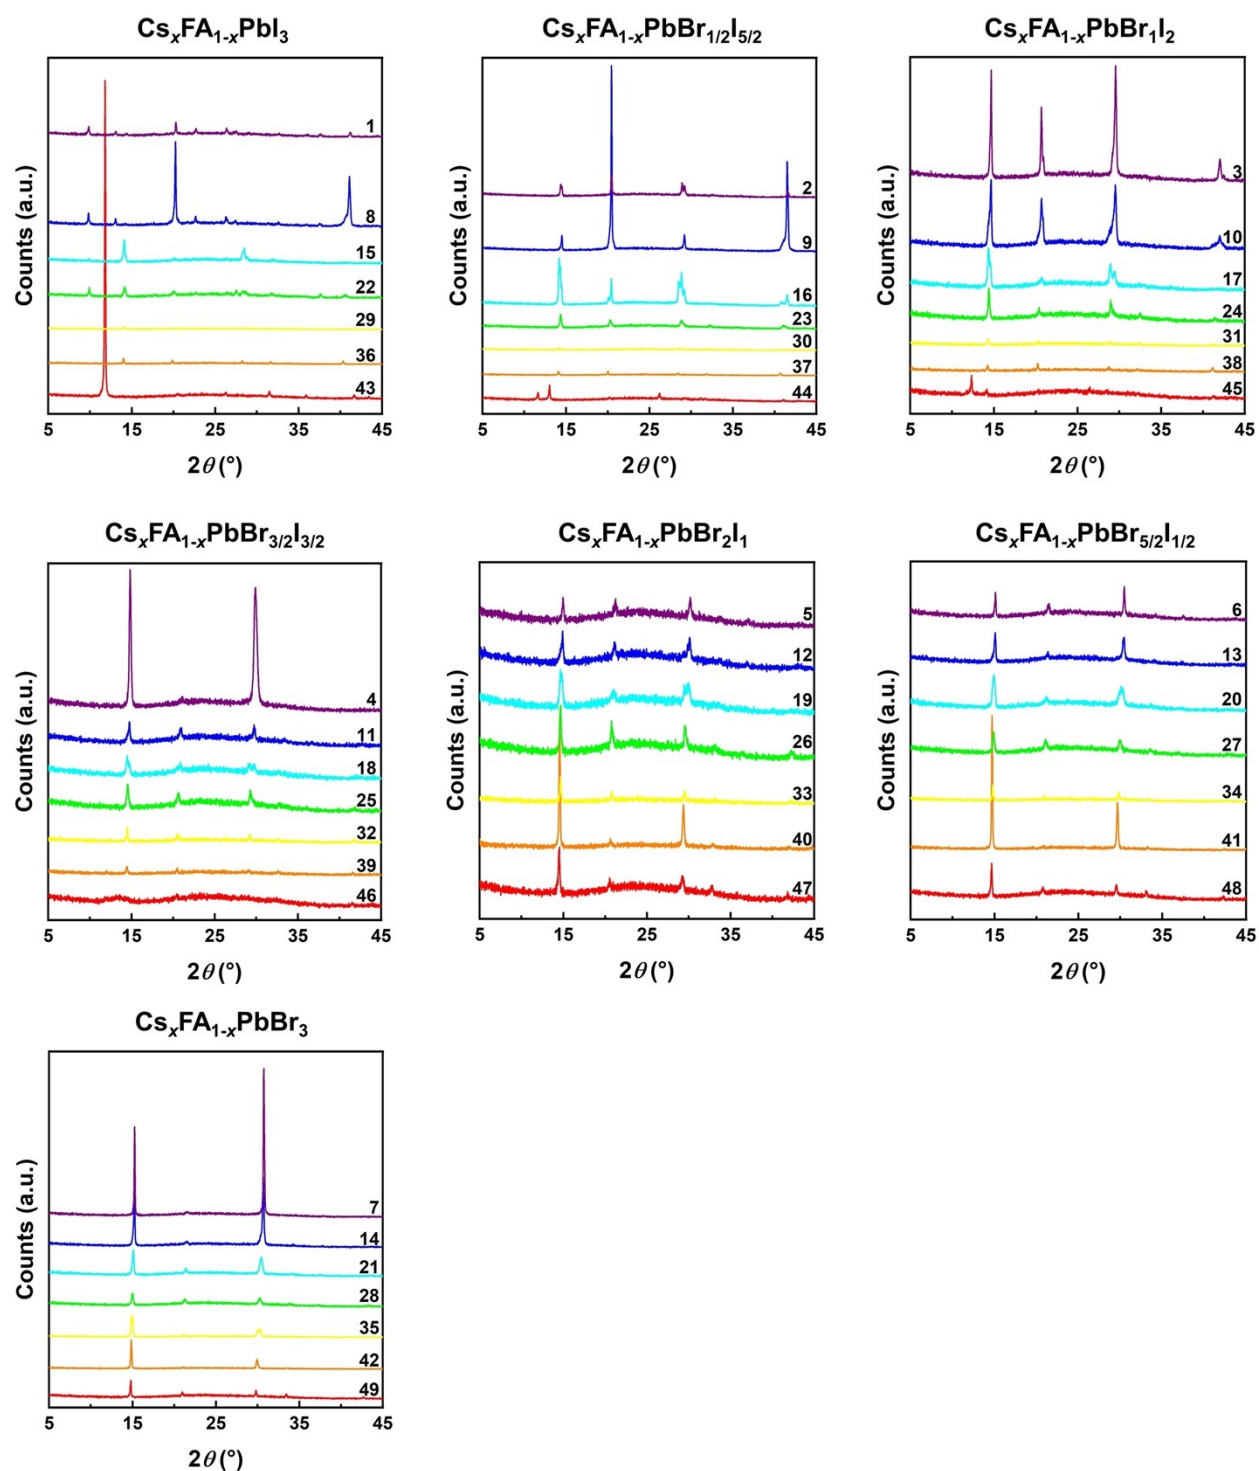 CsₓFA₁₋ₓPbI₃
Counts (a.u.)
1
8
15
22
29
36
43
5 15 25 35 45
2θ (°)
CsₓFA₁₋ₓPbBr₁/₂I₅/₂
Counts (a.u.)
2
9
16
23
30
37
44
5 15 25 35 45
2θ (°)
CsₓFA₁₋ₓPbBr₁I₂
Counts (a.u.)
3
10
17
24
31
38
45
5 15 25 35 45
2θ (°)
CsₓFA₁₋ₓPbBr₃/₂I₃/₂
Counts (a.u.)
4
11
18
25
32
39
46
5 15 25 35 45
2θ (°)
CsₓFA₁₋ₓPbBr₂I₁
Counts (a.u.)
5
12
19
26
33
40
47
5 15 25 35 45
2θ (°)
CsₓFA₁₋ₓPbBr₅/₂I₁/₂
Counts (a.u.)
6
13
20
27
34
41
48
5 15 25 35 45
2θ (°)
CsₓFA₁₋ₓPbBr₃
Counts (a.u.)
7
14
21
28
35
42
49
5 15 25 35 45
2θ (°)